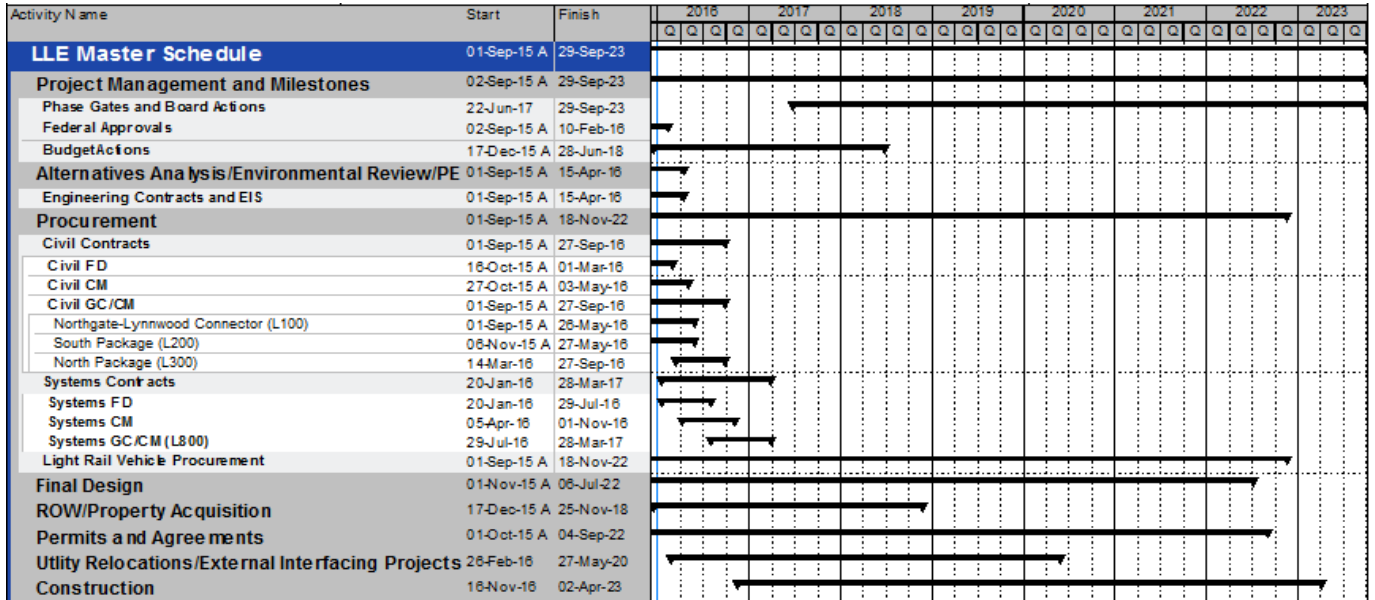 Activity Name Start Finish 2016 2017 2018 2019 2020 2021 2022 2023
Q Q Q Q Q Q Q Q Q Q Q Q Q Q Q Q Q Q Q Q Q Q Q Q Q Q Q Q Q Q Q
LLE Master Schedule 01-Sep-15 A 29-Sep-23
Project Management and Milestones 02-Sep-15 A 29-Sep-23
Phase Gates and Board Actions 22-Jun-17 29-Sep-23
Federal Approvals 02-Sep-15 A 10-Feb-16
BudgetActions 17-Dec-15 A 28-Jun-18
Alternatives Analysis/Environmental Review/PE 01-Sep-15 A 15-Apr-16
Engineering Contracts and EIS 01-Sep-15 A 15-Apr-16
Procurement 01-Sep-15 A 18-Nov-22
Civil Contracts 01-Sep-15 A 27-Sep-16
Civil FD 16-Oct-15 A 01-Mar-16
Civil CM 27-Oct-15 A 03-May-16
Civil GC/CM 01-Sep-15 A 27-Sep-16
Northgate-Lynnwood Connector (L100) 01-Sep-15 A 26-May-16
South Package (L200) 06-Nov-15 A 27-May-16
North Package (L300) 14-Mar-16 27-Sep-16
Systems Contracts 20-Jan-16 28-Mar-17
Systems FD 20-Jan-16 29-Jul-16
Systems CM 05-Apr-16 01-Nov-16
Systems GC/CM (L800) 29-Jul-16 28-Mar-17
Light Rail Vehicle Procurement 01-Sep-15 A 18-Nov-22
Final Design 01-Nov-15 A 06-Jul-22
ROW/Property Acquisition 17-Dec-15 A 25-Nov-18
Permits and Agreements 01-Oct-15 A 04-Sep-22
Utlity Relocations/External Interfacing Projects 26-Feb-16 27-May-20
Construction 16-Nov-16 02-Apr-23